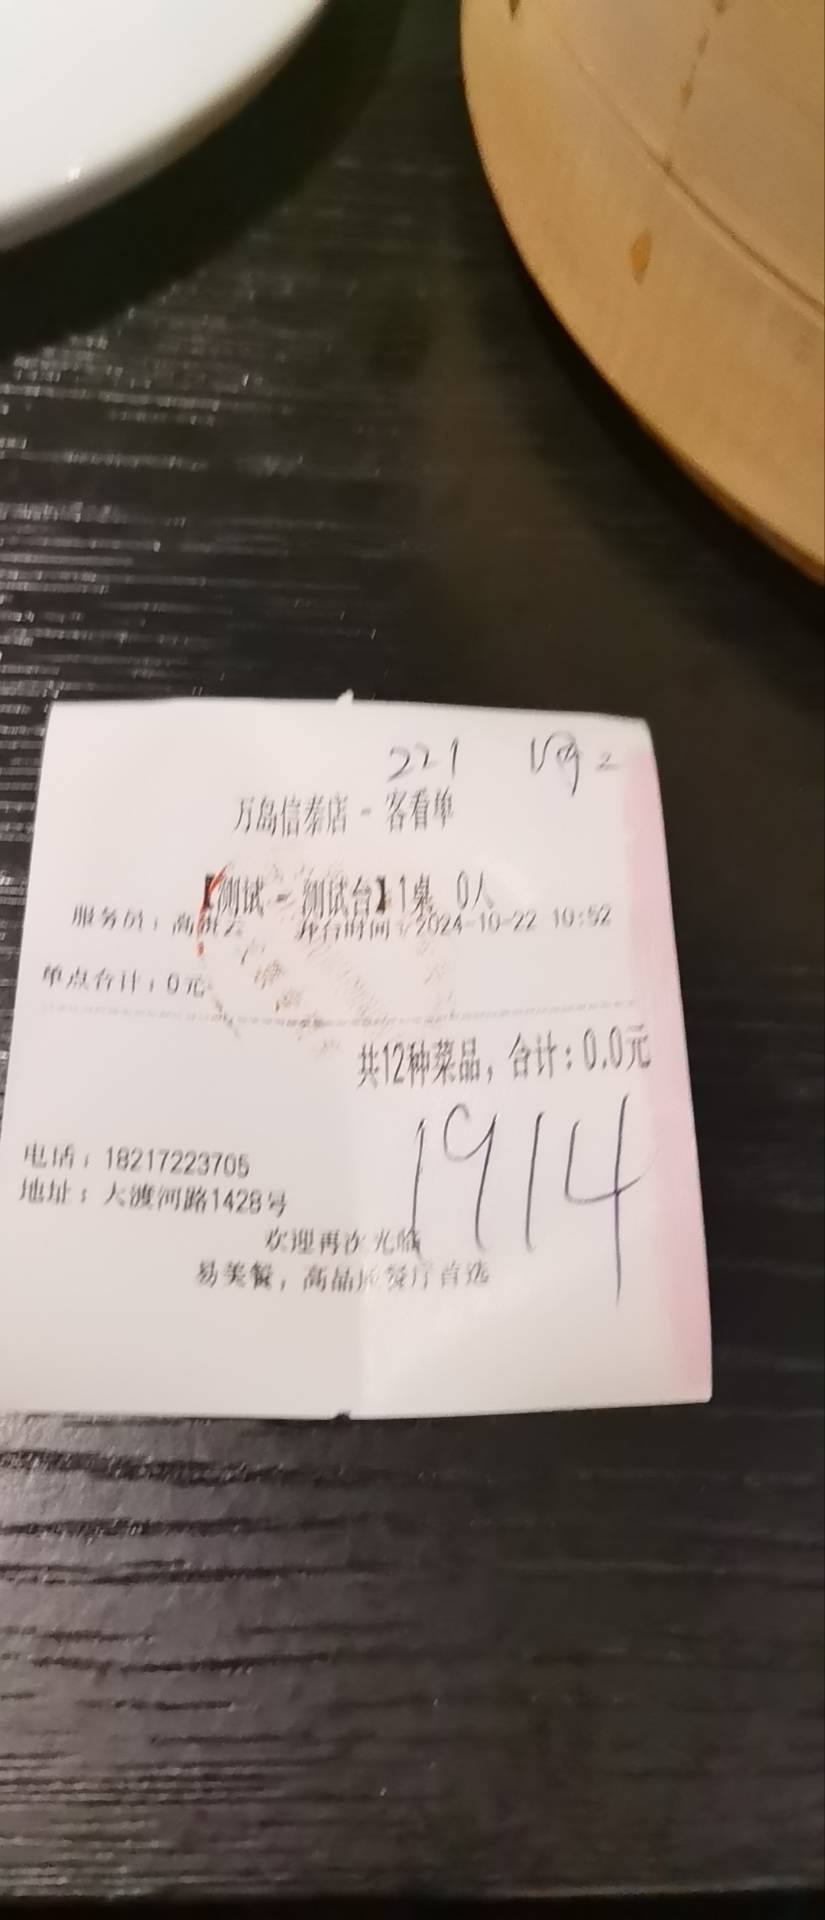 221
万岛信泰店 - 客看单
【测试 - 测试台】1桌 0人
服务员：高
开台时间：2024-10-22 10:52
单点合计：0元
共12种菜品，合计：0.0元
1914
电话：18217223705
地址：大渡河路1428号
欢迎再次光临
易美餐，高品质餐厅首选